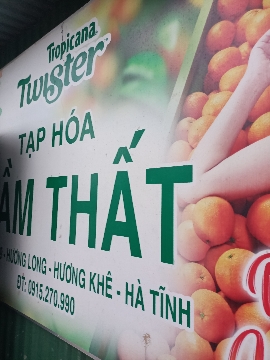 Tropicana
Twister
TẠP HÓA
ẦM THẤT
- HƯƠNG LONG - HƯƠNG KHÊ - HÀ TĨNH
ĐT: 0915.270.990